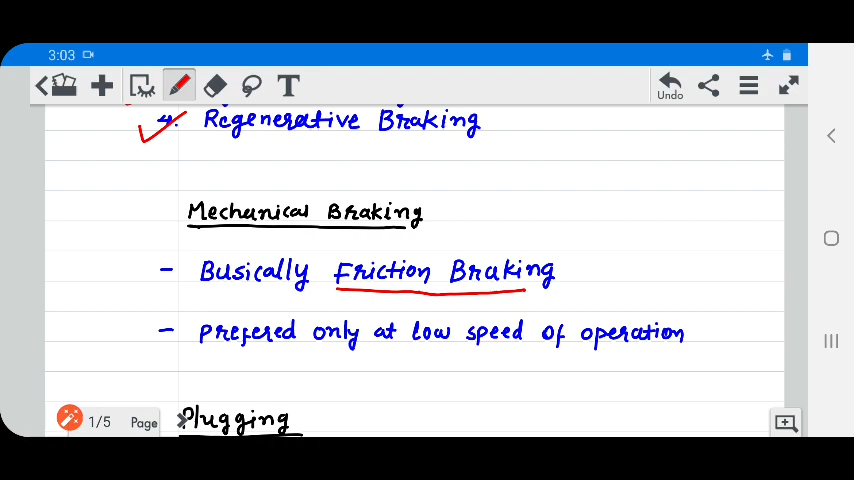 3:03
Undo
4. Regenerative Braking
Mechanical Braking
- Busically Friction Braking
- Prefered only at low speed of operation
1/5 Page
Plugging